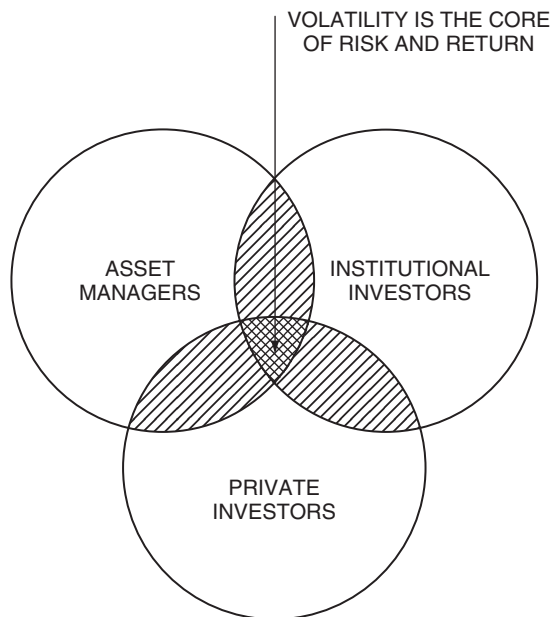 VOLATILITY IS THE CORE
OF RISK AND RETURN
ASSET
MANAGERS
INSTITUTIONAL
INVESTORS
PRIVATE
INVESTORS